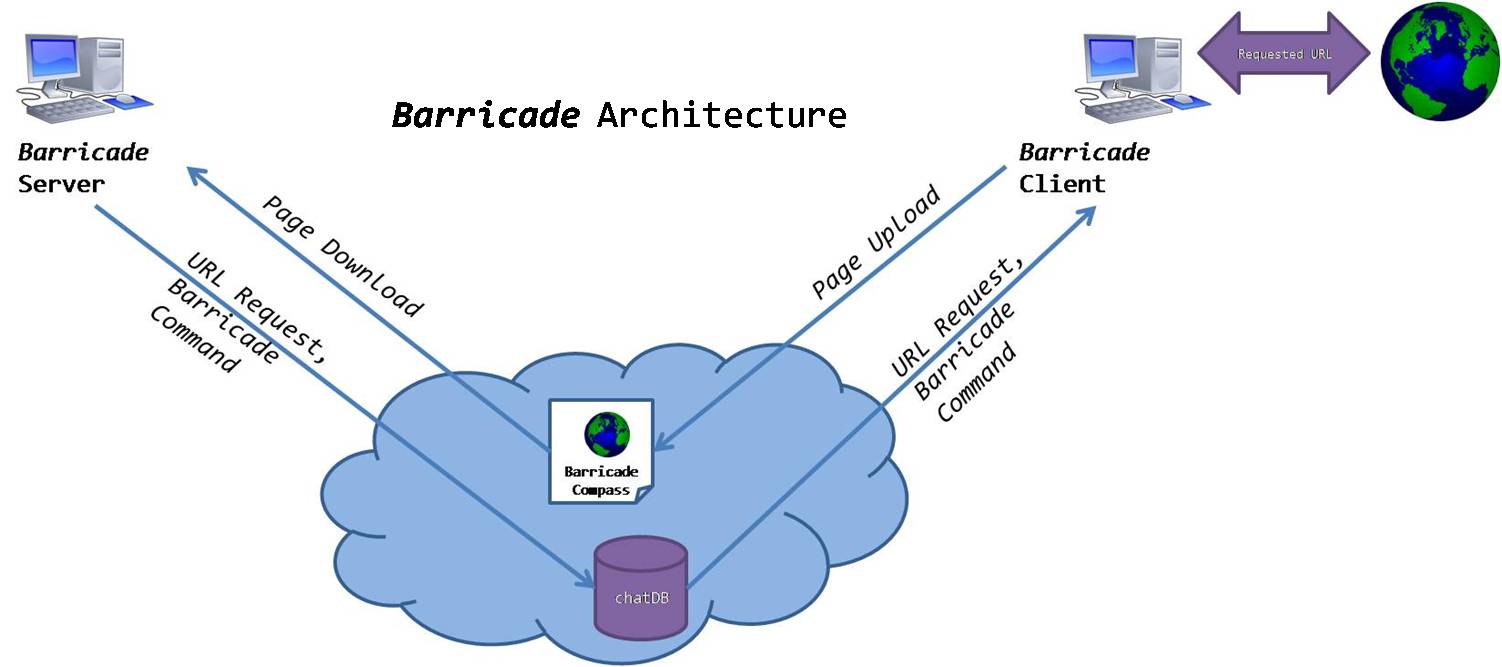 Requested URL
Barricade Architecture
Barricade
Server
Barricade
Client
Page Download
URL Request,
Barricade
Command
Page Upload
URL Request,
Barricade
Command
Barricade
Compass
chatDB